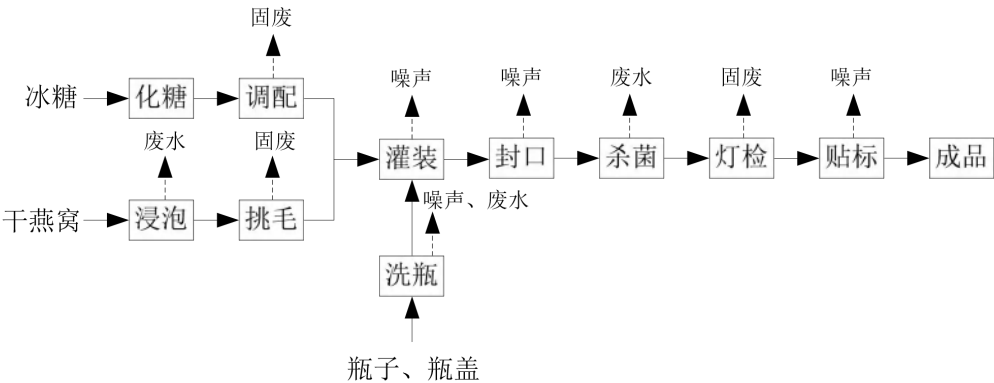 固废
噪声
噪声
废水
固废
噪声
冰糖
化糖
调配
废水
固废
灌装
封口
杀菌
灯检
贴标
成品
干燕窝
浸泡
挑毛
噪声、废水
洗瓶
瓶子、瓶盖